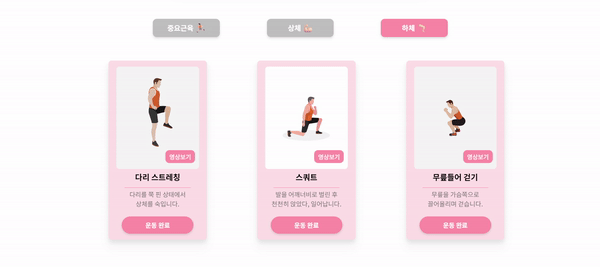 중요근육
상체
하체
영상보기
영상보기
영상보기
다리 스트레칭
스쿼트
무릎들어 걷기
다리를 쭉 핀 상태에서
상체를 숙입니다.
발을 어깨너비로 벌린 후
천천히 앉았다, 일어납니다.
무릎을 가슴쪽으로
끌어올리며 걷습니다.
운동 완료
운동 완료
운동 완료